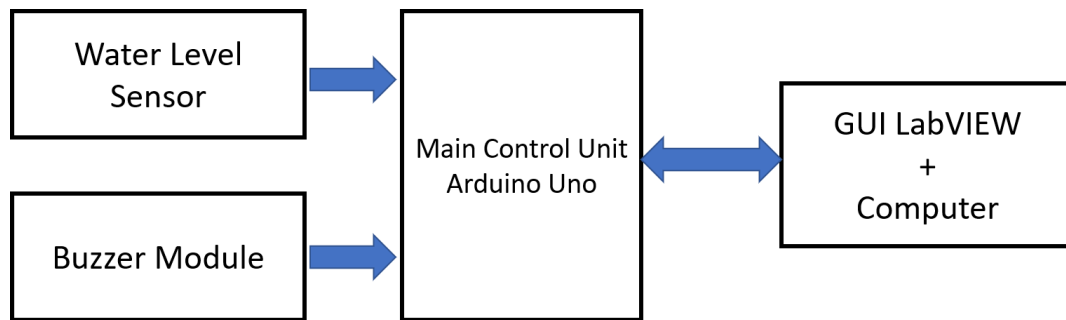 Water Level
Sensor
Buzzer Module
Main Control Unit
Arduino Uno
GUI LabVIEW
+
Computer